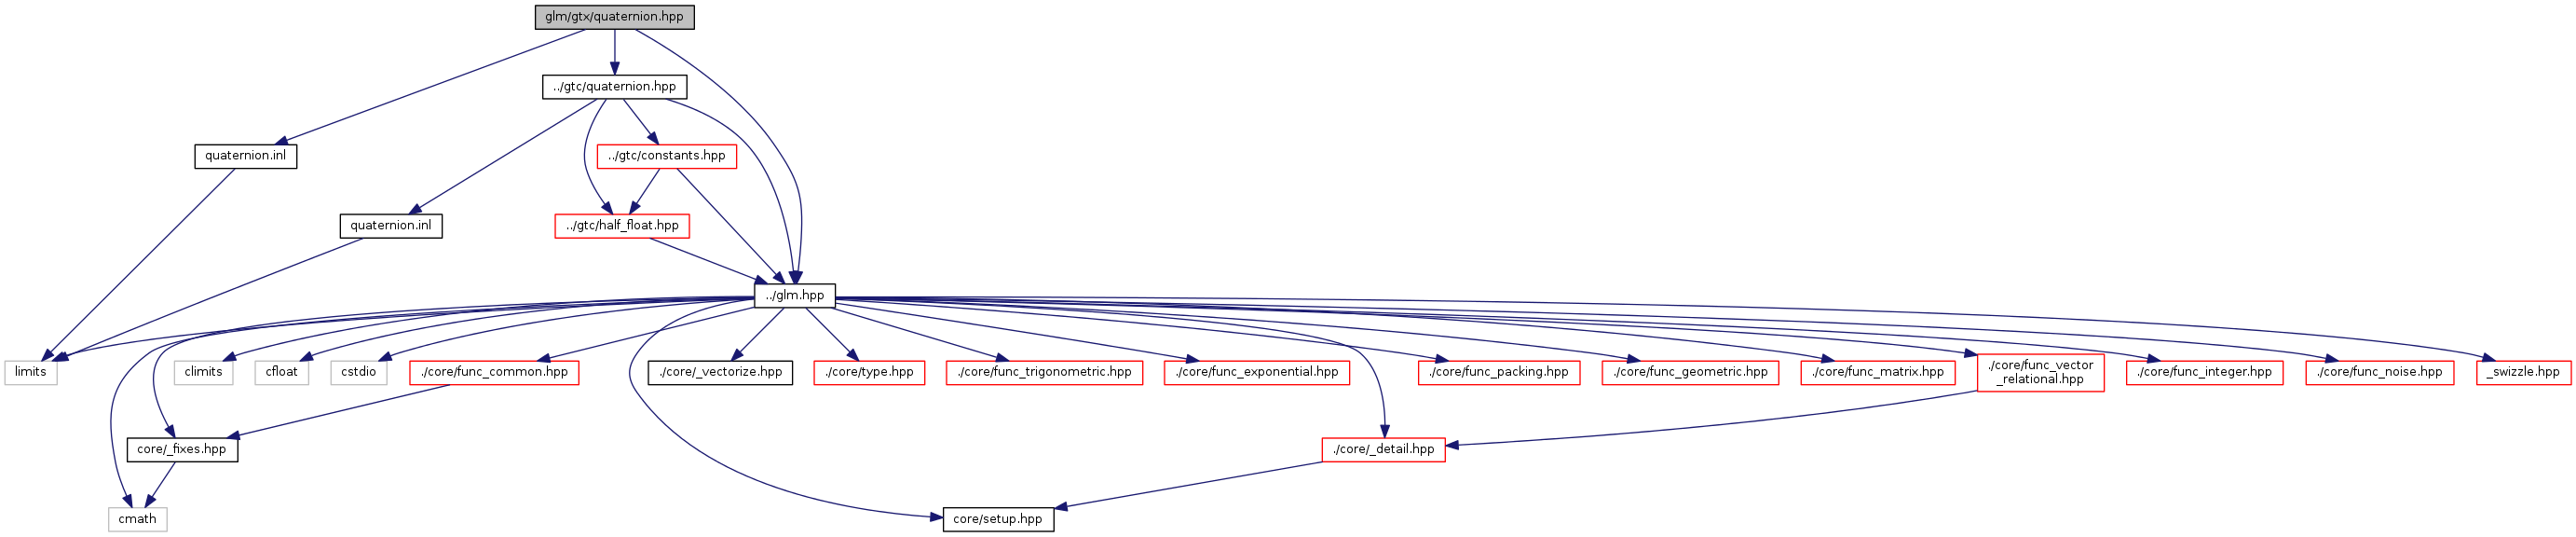 glm/gtx/quaternion.hpp
../gtc/quaternion.hpp
quaternion.inl
../gtc/constants.hpp
quaternion.inl
../gtc/half_float.hpp
../glm.hpp
limits
climits
cfloat
cstdio
./core/func_common.hpp
./core/_vectorize.hpp
./core/type.hpp
./core/func_trigonometric.hpp
./core/func_exponential.hpp
./core/func_packing.hpp
./core/func_geometric.hpp
./core/func_matrix.hpp
./core/func_vector
_relational.hpp
./core/func_integer.hpp
./core/func_noise.hpp
_swizzle.hpp
core/_fixes.hpp
./core/_detail.hpp
cmath
core/setup.hpp